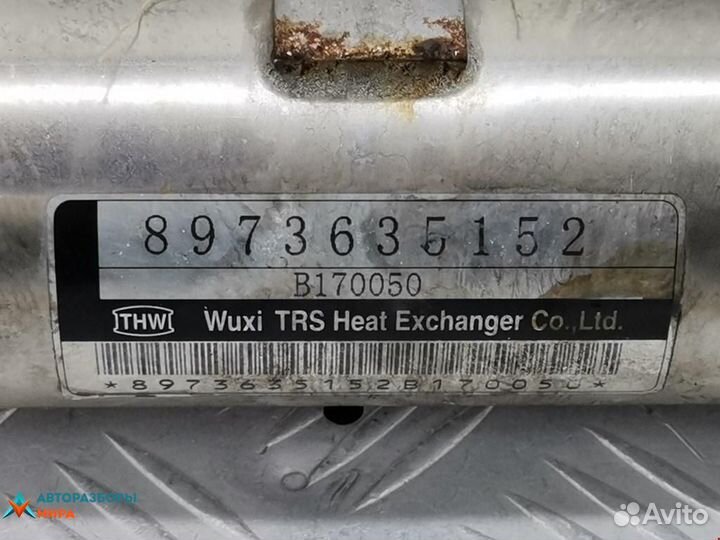 8973635152
B170050
THW Wuxi TRS Heat Exchanger Co.,Ltd.
*8973635152B170050*
АВТОРАЗБОРЫ
МИРА
Avito